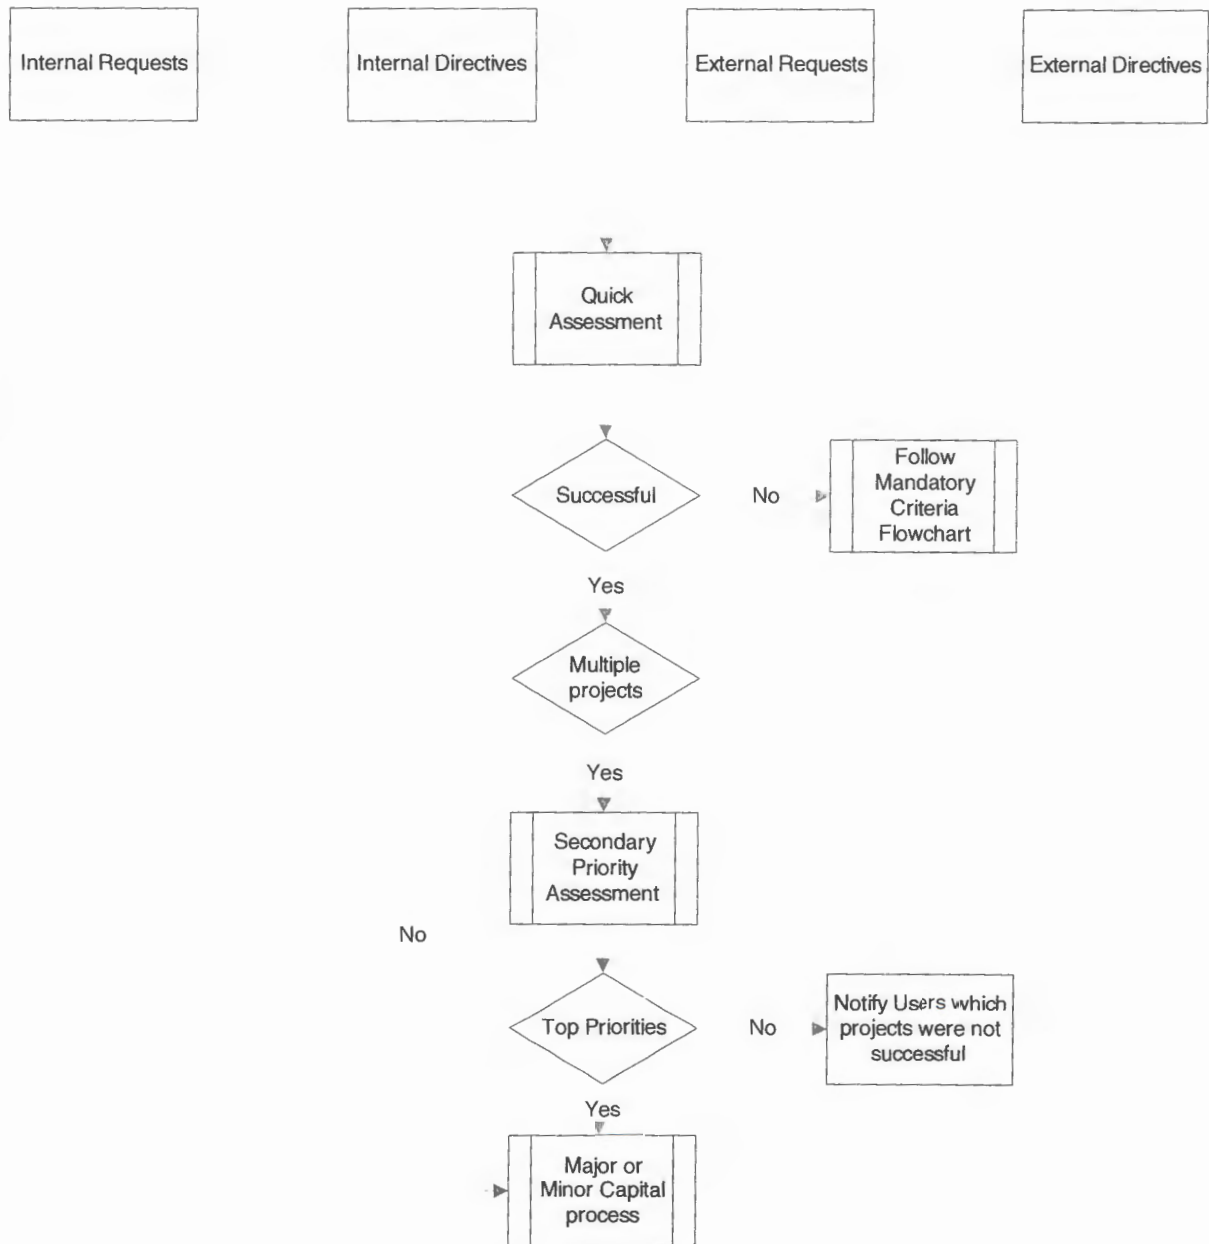 Internal Requests
Internal Directives
External Requests
External Directives
Quick
Assessment
Successful
No
Follow
Mandatory
Criteria
Flowchart
Yes
Multiple
projects
Yes
Secondary
Priority
Assessment
No
Top Priorities
No
Notify Users which
projects were not
successful
Yes
Major or
Minor Capital
process